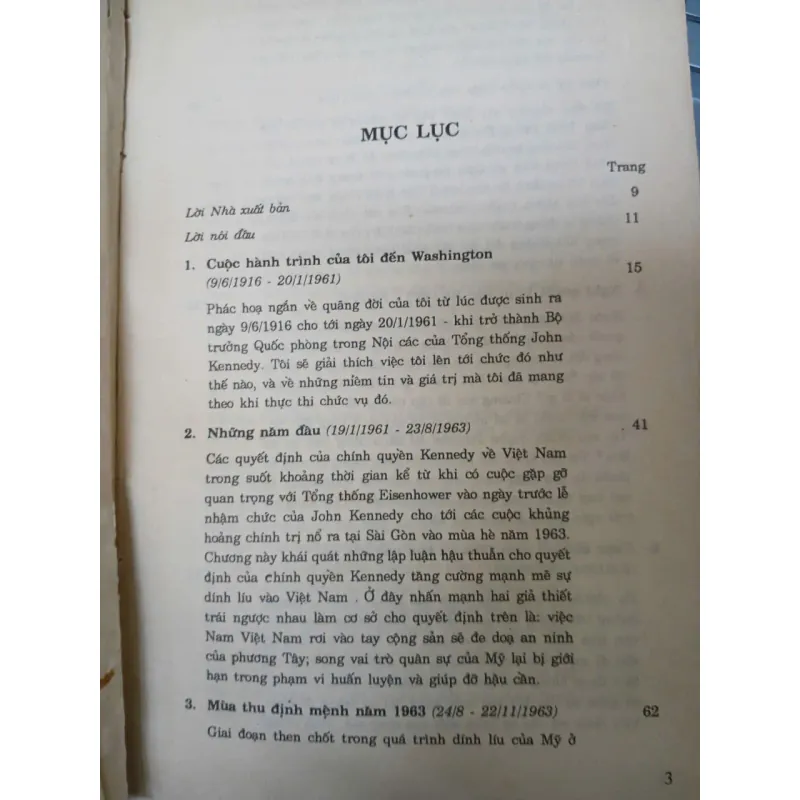 MỤC LỤC
Trang
Lời Nhà xuất bản 9
Lời nói đầu 11
1. Cuộc hành trình của tôi đến Washington
(9/6/1916 - 20/1/1961) 15
Phác hoạ ngắn về quãng đời của tôi từ lúc được sinh ra
ngày 9/6/1916 cho tới ngày 20/1/1961 - khi trở thành Bộ
trưởng Quốc phòng trong Nội các của Tổng thống John
Kennedy. Tôi sẽ giải thích việc tôi lên tới chức đó như
thế nào, và về những niềm tin và giá trị mà tôi đã mang
theo khi thực thi chức vụ đó.
2. Những năm đầu (19/1/1961 - 23/8/1963) 41
Các quyết định của chính quyền Kennedy về Việt Nam
trong suốt khoảng thời gian kể từ khi có cuộc gặp gỡ
quan trọng với Tổng thống Eisenhower vào ngày trước lễ
nhậm chức của John Kennedy cho tới các cuộc khủng
hoảng chính trị nổ ra tại Sài Gòn vào mùa hè năm 1963.
Chương này khái quát những lập luận hậu thuẫn cho quyết
định của chính quyền Kennedy tăng cường mạnh mẽ sự
dính líu vào Việt Nam . Ở đây nhấn mạnh hai giả thiết
trái ngược nhau làm cơ sở cho quyết định trên là: việc
Nam Việt Nam rơi vào tay cộng sản sẽ đe doạ an ninh
của phương Tây; song vai trò quân sự của Mỹ lại bị giới
hạn trong phạm vi huấn luyện và giúp đỡ hậu cần.
3. Mùa thu định mệnh năm 1963 (24/8 - 22/11/1963) 62
Giai đoạn then chốt trong quá trình dính líu của Mỹ ở
3